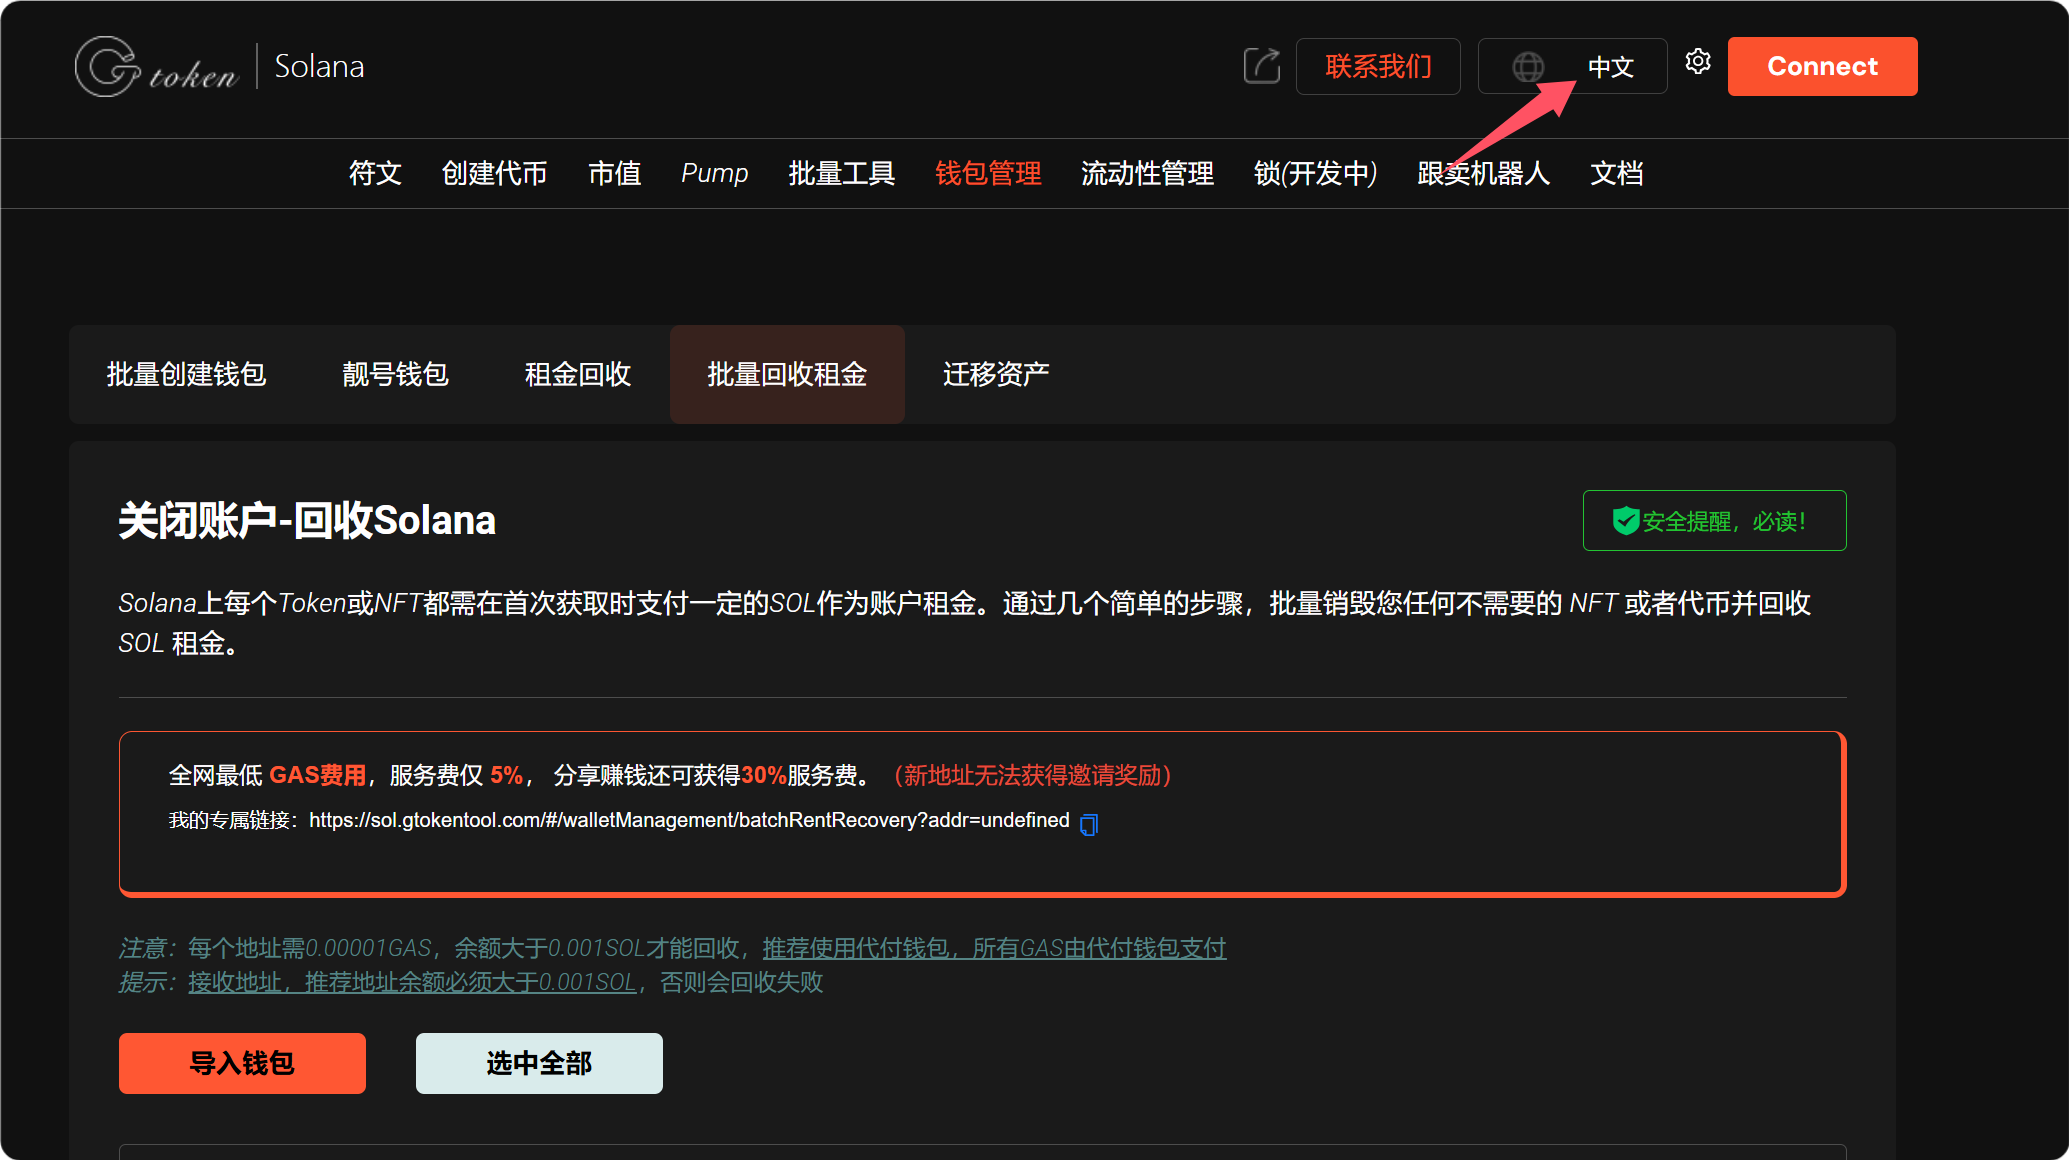 Gtoken
Solana
联系我们
中文
Connect
符文
创建代币
市值
Pump
批量工具
钱包管理
流动性管理
锁(开发中)
跟卖机器人
文档
批量创建钱包
靓号钱包
租金回收
批量回收租金
迁移资产
关闭账户-回收Solana
安全提醒，必读！
Solana上每个Token或NFT都需在首次获取时支付一定的SOL作为账户租金。通过几个简单的步骤，批量销毁您任何不需要的 NFT 或者代币并回收
SOL 租金。
全网最低 GAS费用，服务费仅 5%， 分享赚钱还可获得30%服务费。（新地址无法获得邀请奖励）
我的专属链接：https://sol.gtokentool.com/#/walletManagement/batchRentRecovery?addr=undefined
注意：每个地址需0.00001GAS，余额大于0.001SOL才能回收，推荐使用代付钱包，所有GAS由代付钱包支付
提示：接收地址，推荐地址余额必须大于0.001SOL，否则会回收失败
导入钱包
选中全部